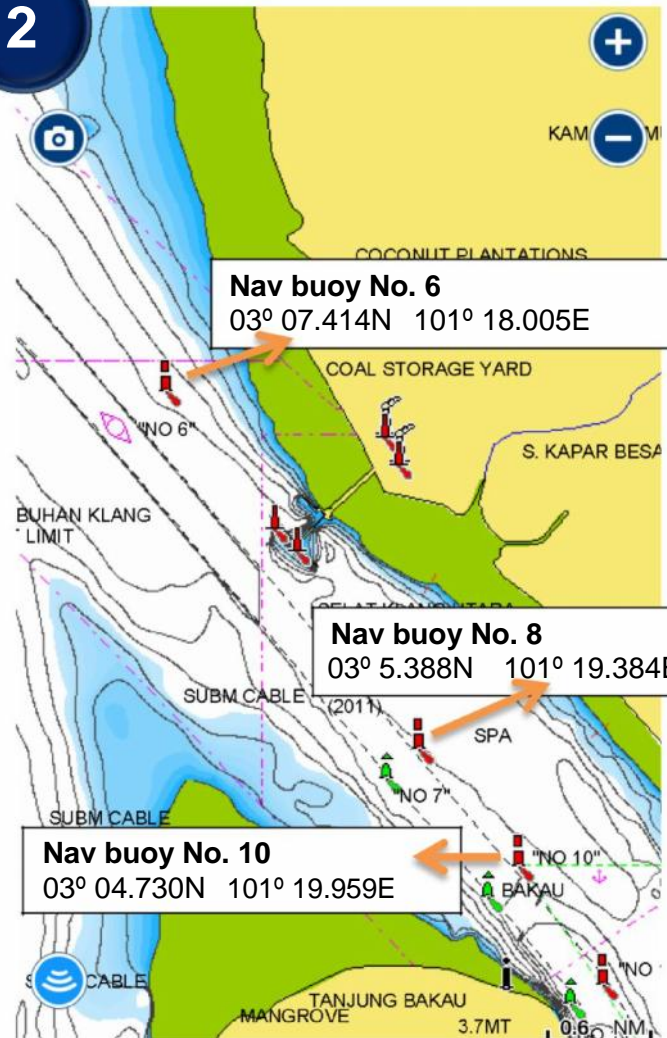 2
KAM
COCONUT PLANTATIONS
Nav buoy No. 6
03º 07.414N 101º 18.005E
COAL STORAGE YARD
"NO 6"
S. KAPAR BESA
BUHAN KLANG
LIMIT
Nav buoy No. 8
03º 5.388N 101º 19.384E
SUBM CABLE
(2011)
SPA
"NO 7"
SUBM CABLE
Nav buoy No. 10
03º 04.730N 101º 19.959E
"NO 10"
BAKAU
CABLE
"NO
TANJUNG BAKAU
MANGROVE
3.7MT
0.6 NM